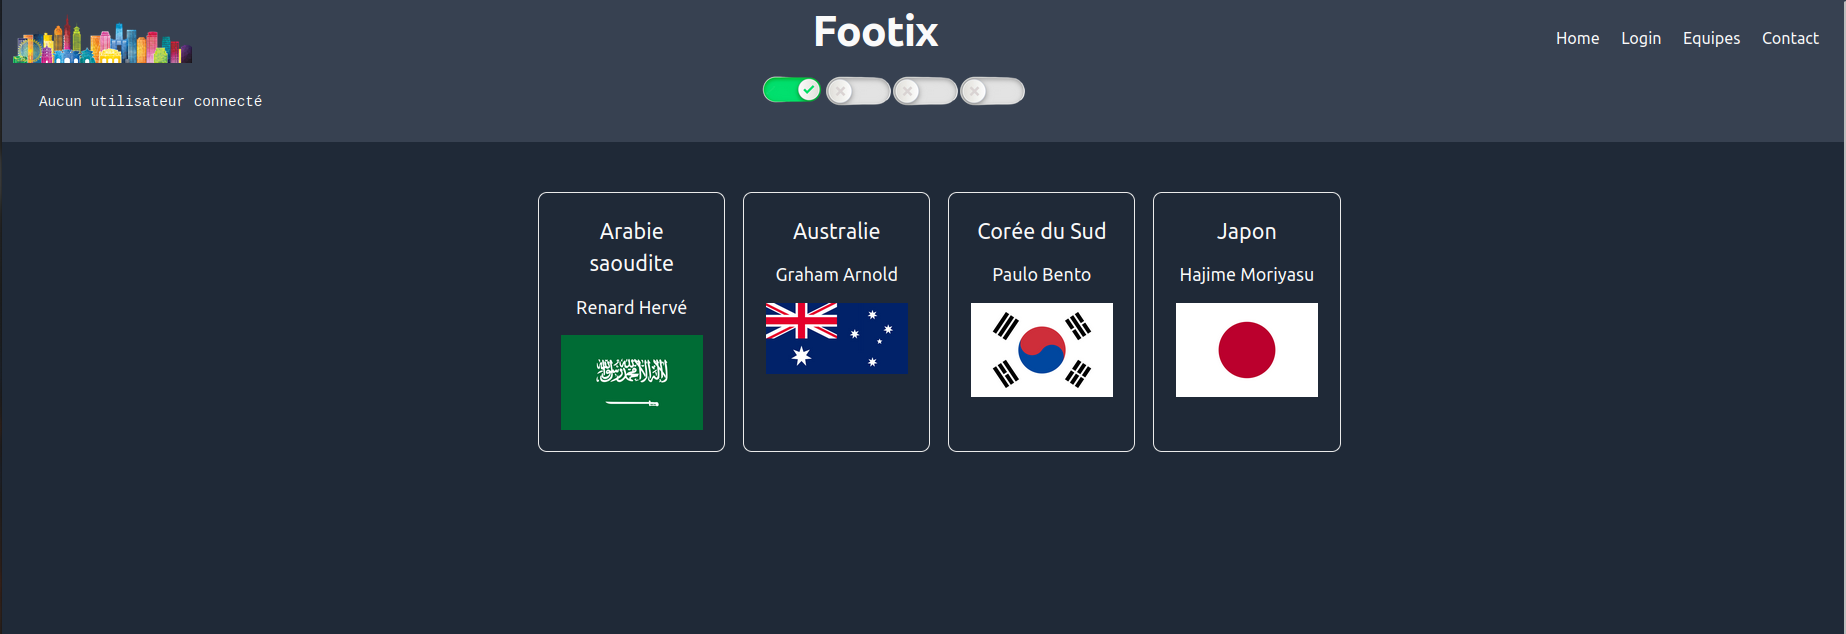 Footix
Home Login Equipes Contact
Aucun utilisateur connecté
Arabie
saoudite
Renard Hervé
Australie
Graham Arnold
Corée du Sud
Paulo Bento
Japon
Hajime Moriyasu